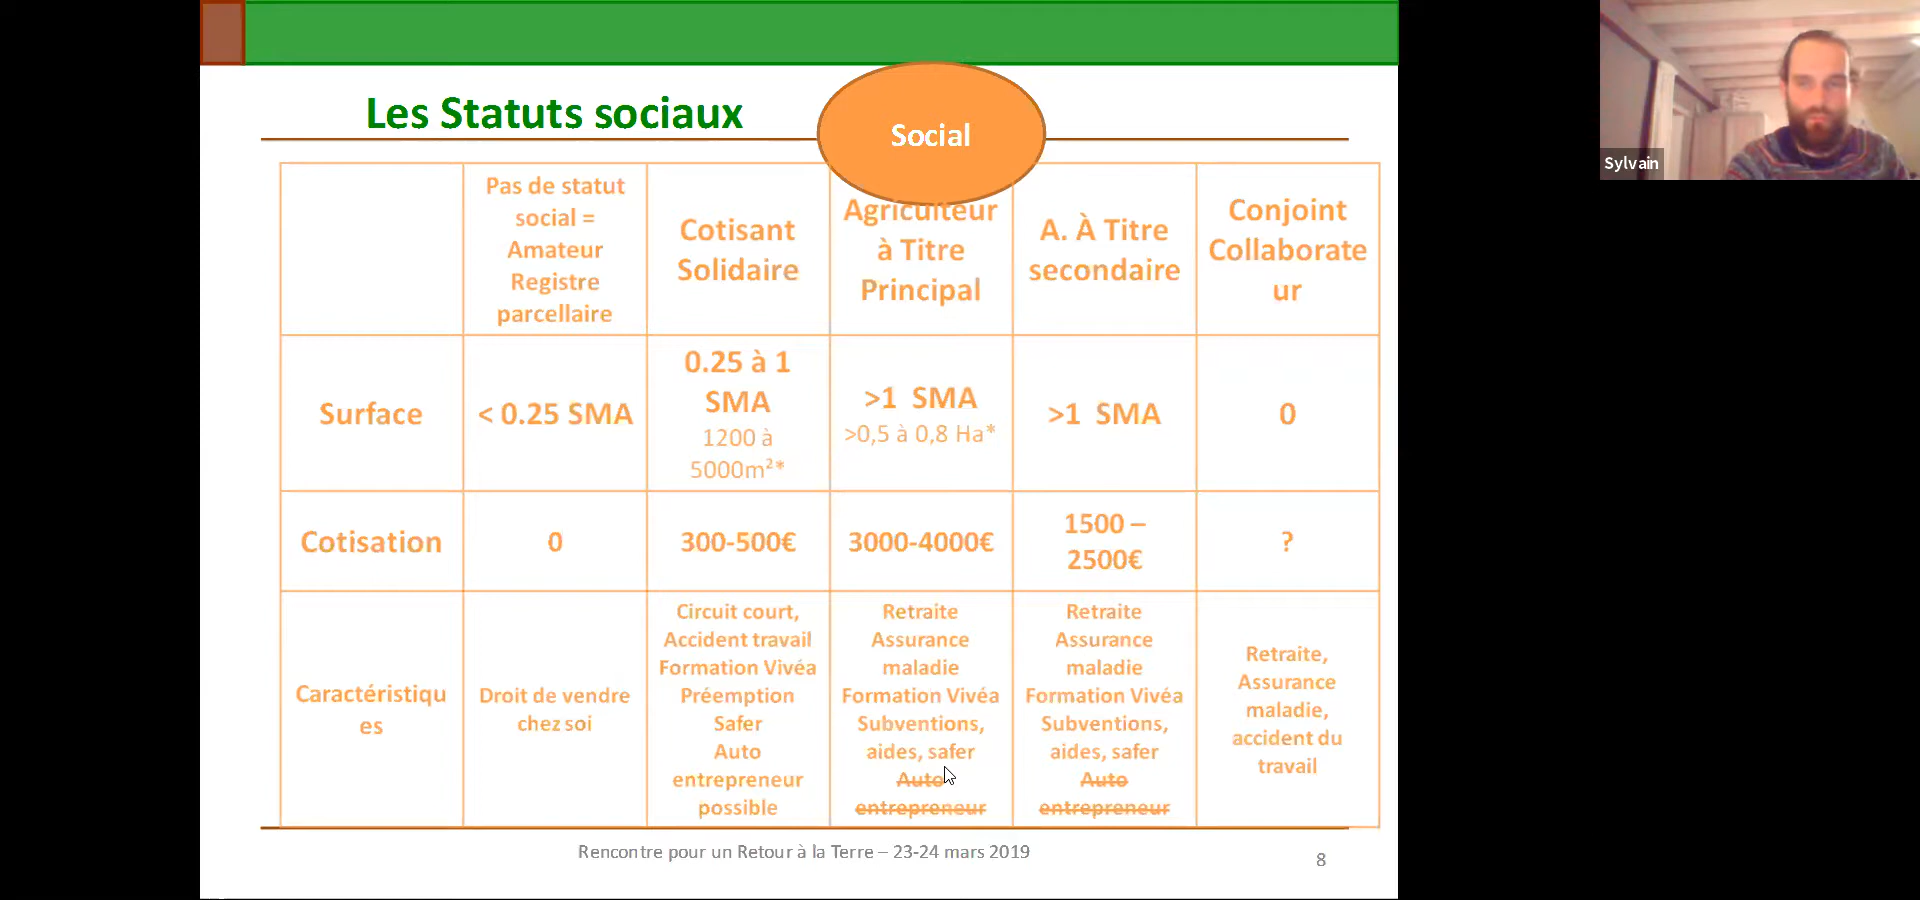 Les Statuts sociaux
Social
Pas de statut
social =
Amateur
Registre
parcellaire
Cotisant
Solidaire
Agriculteur
à Titre
Principal
A. À Titre
secondaire
Conjoint
Collaborate
ur
Surface
< 0.25 SMA
0.25 à 1
SMA
1200 à
5000m²*
>1 SMA
>0,5 à 0,8 Ha*
>1 SMA
0
Cotisation
0
300-500€
3000-4000€
1500 –
2500€
?
Caractéristiqu
es
Droit de vendre
chez soi
Circuit court,
Accident travail
Formation Vivéa
Préemption
Safer
Auto
entrepreneur
possible
Retraite
Assurance
maladie
Formation Vivéa
Subventions,
aides, safer
Auto
entrepreneur
Retraite
Assurance
maladie
Formation Vivéa
Subventions,
aides, safer
Auto
entrepreneur
Retraite,
Assurance
maladie,
accident du
travail
Rencontre pour un Retour à la Terre – 23-24 mars 2019
8
Sylvain